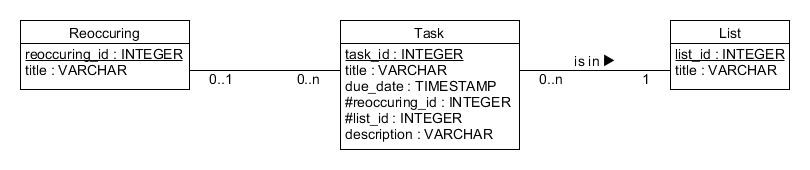 Reoccuring
reoccuring_id : INTEGER
title : VARCHAR
0..1
0..n
Task
task_id : INTEGER
title : VARCHAR
due_date : TIMESTAMP
#reoccuring_id : INTEGER
#list_id : INTEGER
description : VARCHAR
is in ▶
0..n
1
List
list_id : INTEGER
title : VARCHAR